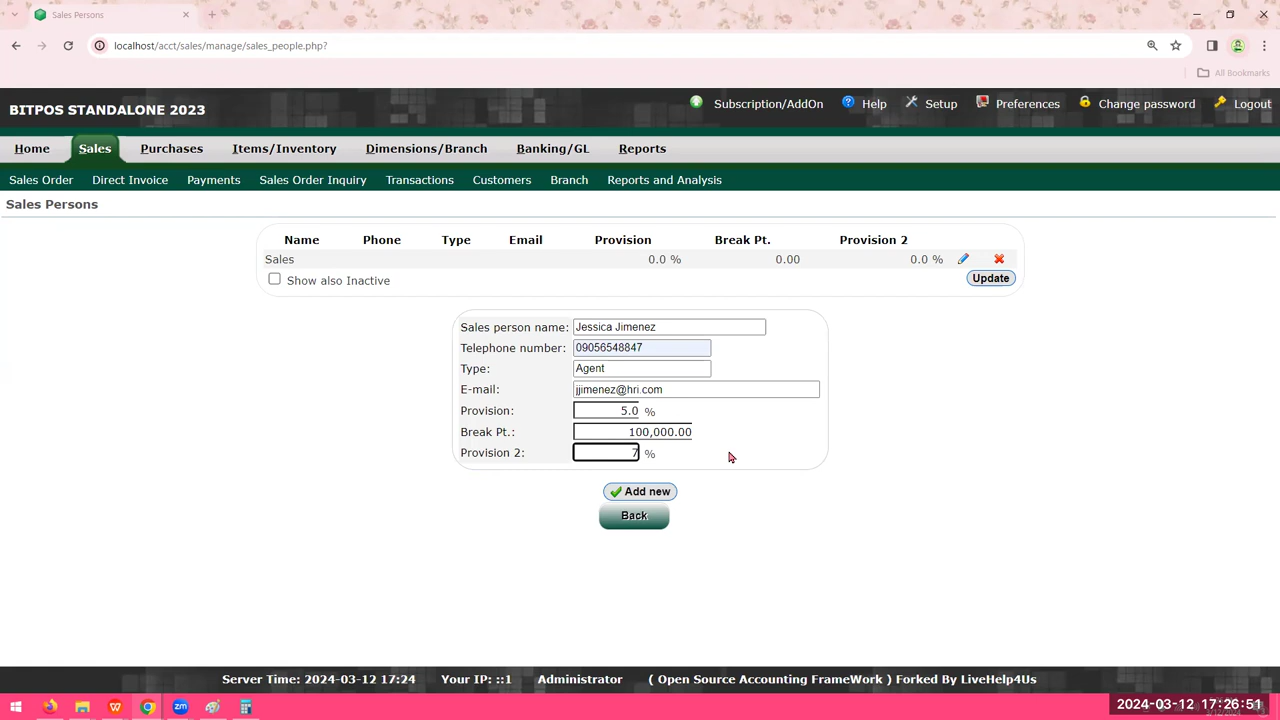 Sales Persons
localhost/acct/sales/manage/sales_people.php?
All Bookmarks
BITPOS STANDALONE 2023
Subscription/AddOn Help Setup Preferences Change password Logout
Home Sales Purchases Items/Inventory Dimensions/Branch Banking/GL Reports
Sales Order Direct Invoice Payments Sales Order Inquiry Transactions Customers Branch Reports and Analysis
Sales Persons
Name Phone Type Email Provision Break Pt. Provision 2
Sales 0.0 % 0.00 0.0 %
Show also Inactive Update
Sales person name: Jessica Jimenez
Telephone number: 09056548847
Type: Agent
E-mail: jjimenez@hri.com
Provision: 5.0 %
Break Pt.: 100,000.00
Provision 2: 7 %
Add new
Back
Server Time: 2024-03-12 17:24 Your IP: ::1 Administrator ( Open Source Accounting FrameWork ) Forked By LiveHelp4Us
zm
2024-03-12 17:26:51